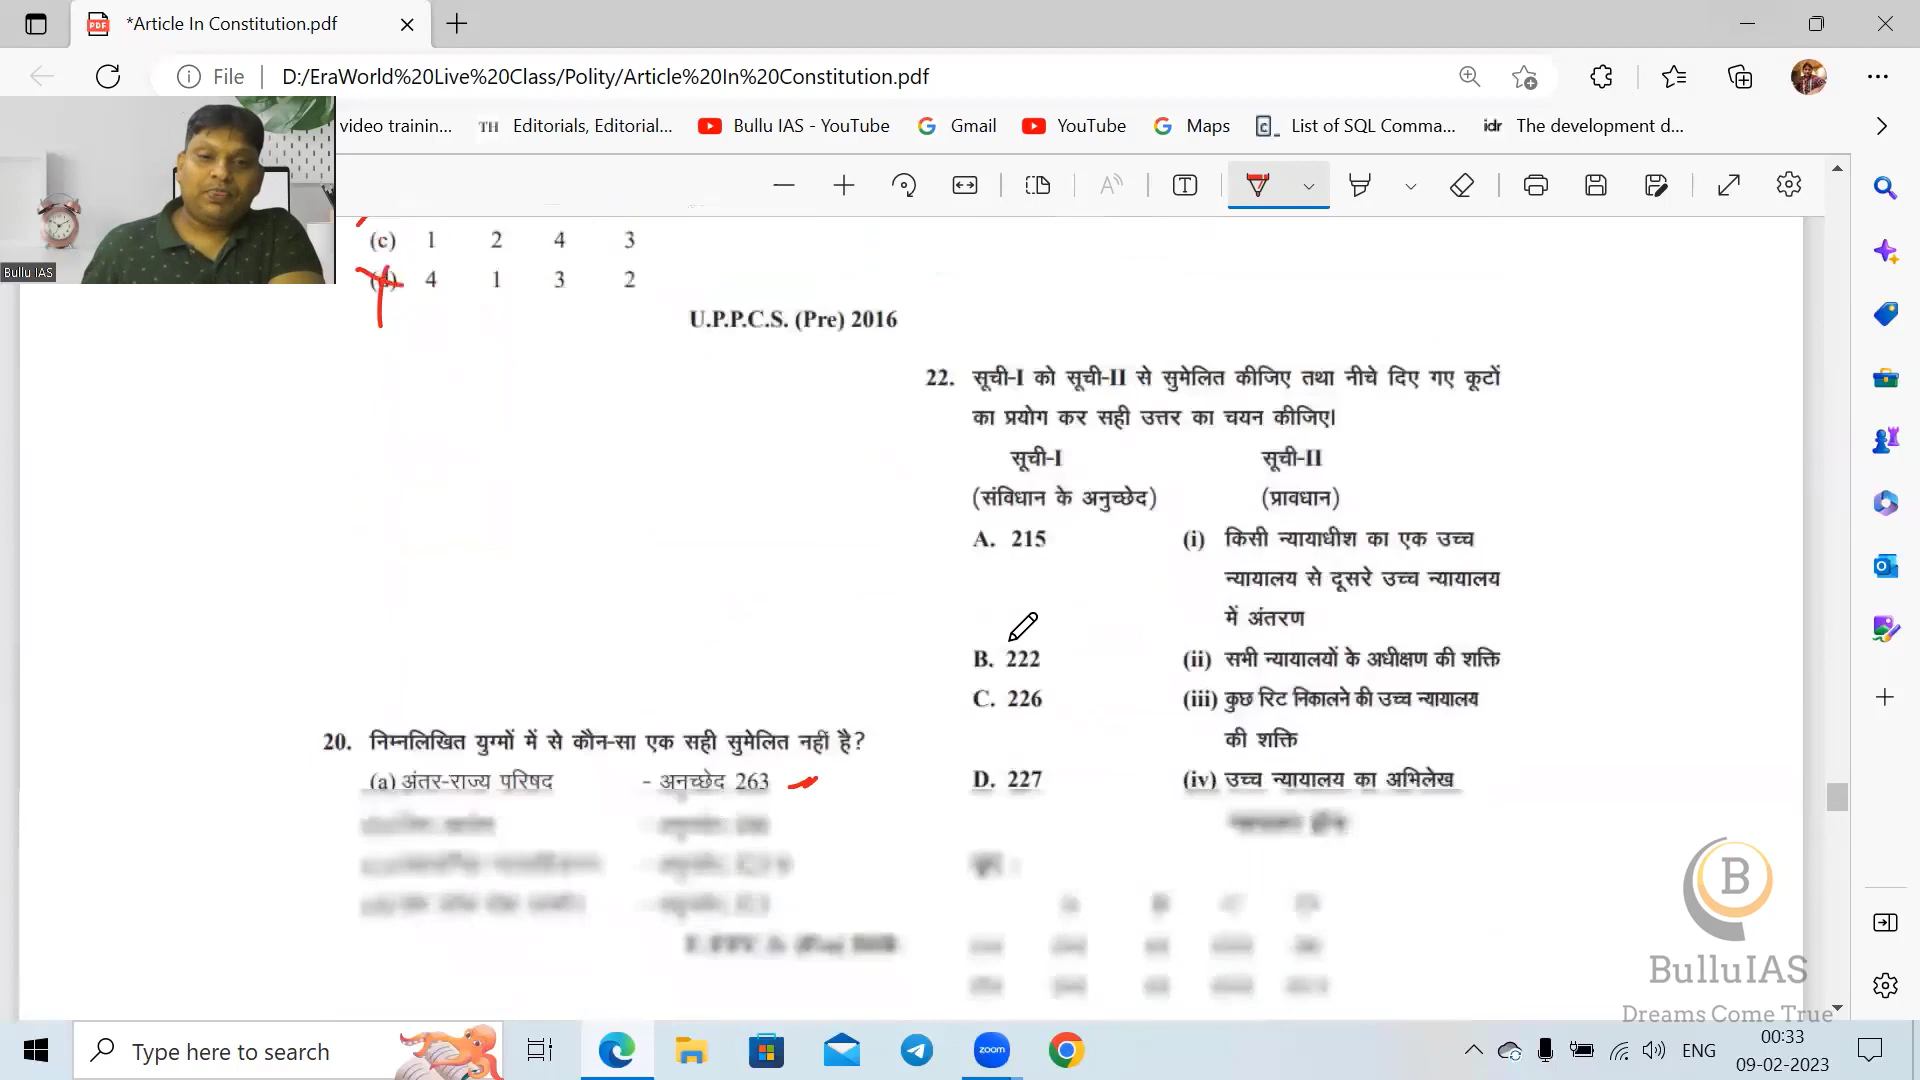 *Article In Constitution.pdf
File
D:/EraWorld%20Live%20Class/Polity/Article%20In%20Constitution.pdf
video trainin...
TH Editorials, Editorial...
Bullu IAS - YouTube
Gmail
YouTube
Maps
List of SQL Comma...
idr The development d...
Bullu IAS
(c) 1 2 4 3
(d) 4 1 3 2
U.P.P.C.S. (Pre) 2016
20. निम्नलिखित युग्मों में से कौन-सा एक सही सुमेलित नहीं है?
(a) अंतर-राज्य परिषद - अनुच्छेद 263
22. सूची-I को सूची-II से सुमेलित कीजिए तथा नीचे दिए गए कूटों
का प्रयोग कर सही उत्तर का चयन कीजिए।
सूची-I सूची-II
(संविधान के अनुच्छेद) (प्रावधान)
A. 215 (i) किसी न्यायाधीश का एक उच्च
न्यायालय से दूसरे उच्च न्यायालय
में अंतरण
B. 222 (ii) सभी न्यायालयों के अधीक्षण की शक्ति
C. 226 (iii) कुछ रिट निकालने की उच्च न्यायालय
की शक्ति
D. 227 (iv) उच्च न्यायालय का अभिलेख
B
BulluIAS
Dreams Come True
Type here to search
zoom
ENG
00:33
09-02-2023